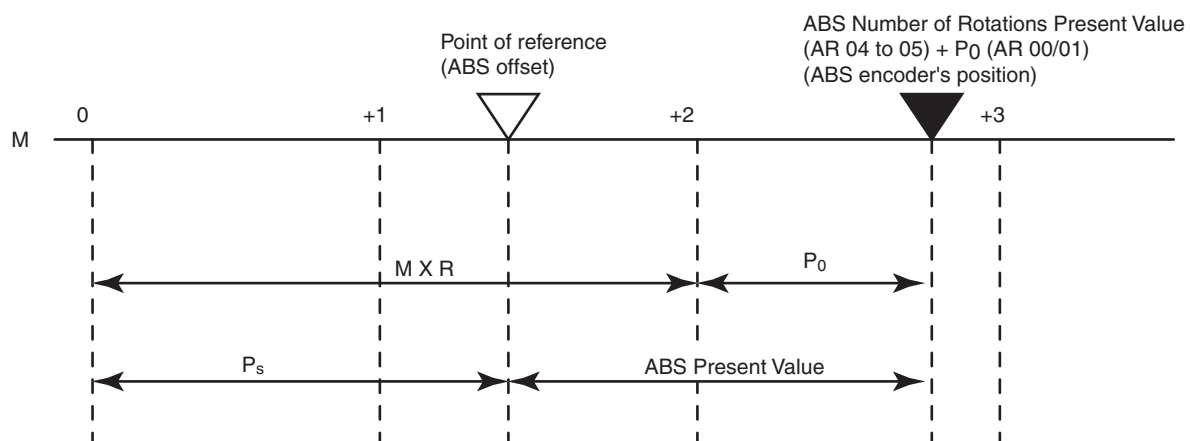 ABS Number of Rotations Present Value
(AR 04 to 05) + P0 (AR 00/01)
(ABS encoder's position)
Point of reference
(ABS offset)
0
+1
+2
+3
M
M X R
P0
Ps
ABS Present Value